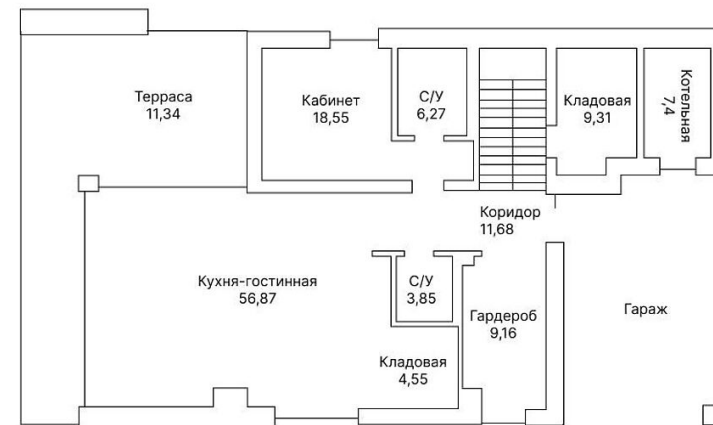 Терраса
11,34
Кабинет
18,55
С/У
6,27
Кладовая
9,31
Котельная
7,4
Коридор
11,68
Кухня-гостинная
56,87
С/У
3,85
Гардероб
9,16
Гараж
Кладовая
4,55